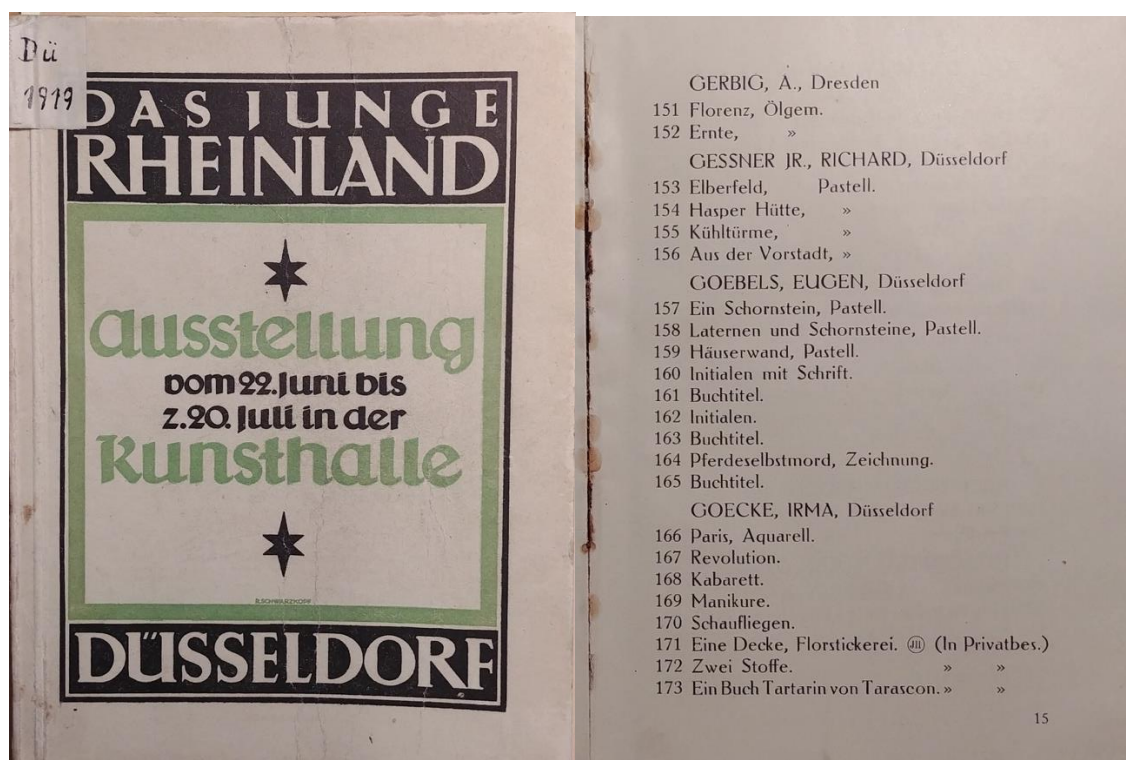 Dü
1919
DAS JUNGE
RHEINLAND
Ausstellung
vom 22. Juni bis
z. 20. Juli in der
Kunsthalle
R. SCHWARZKOPF
DÜSSELDORF
GERBIG, A., Dresden
151 Florenz, Ölgem.
152 Ernte, »
GESSNER JR., RICHARD, Düsseldorf
153 Elberfeld, Pastell.
154 Hasper Hütte, »
155 Kühltürme, »
156 Aus der Vorstadt, »
GOEBELS, EUGEN, Düsseldorf
157 Ein Schornstein, Pastell.
158 Laternen und Schornsteine, Pastell.
159 Häuserwand, Pastell.
160 Initialen mit Schrift.
161 Buchtitel.
162 Initialen.
163 Buchtitel.
164 Pferdeselbstmord, Zeichnung.
165 Buchtitel.
GOECKE, IRMA, Düsseldorf
166 Paris, Aquarell.
167 Revolution.
168 Kabarett.
169 Manikure.
170 Schaufliegen.
171 Eine Decke, Florstickerei. (In Privatbes.)
172 Zwei Stoffe. » »
173 Ein Buch Tartarin von Tarascon. » »
15